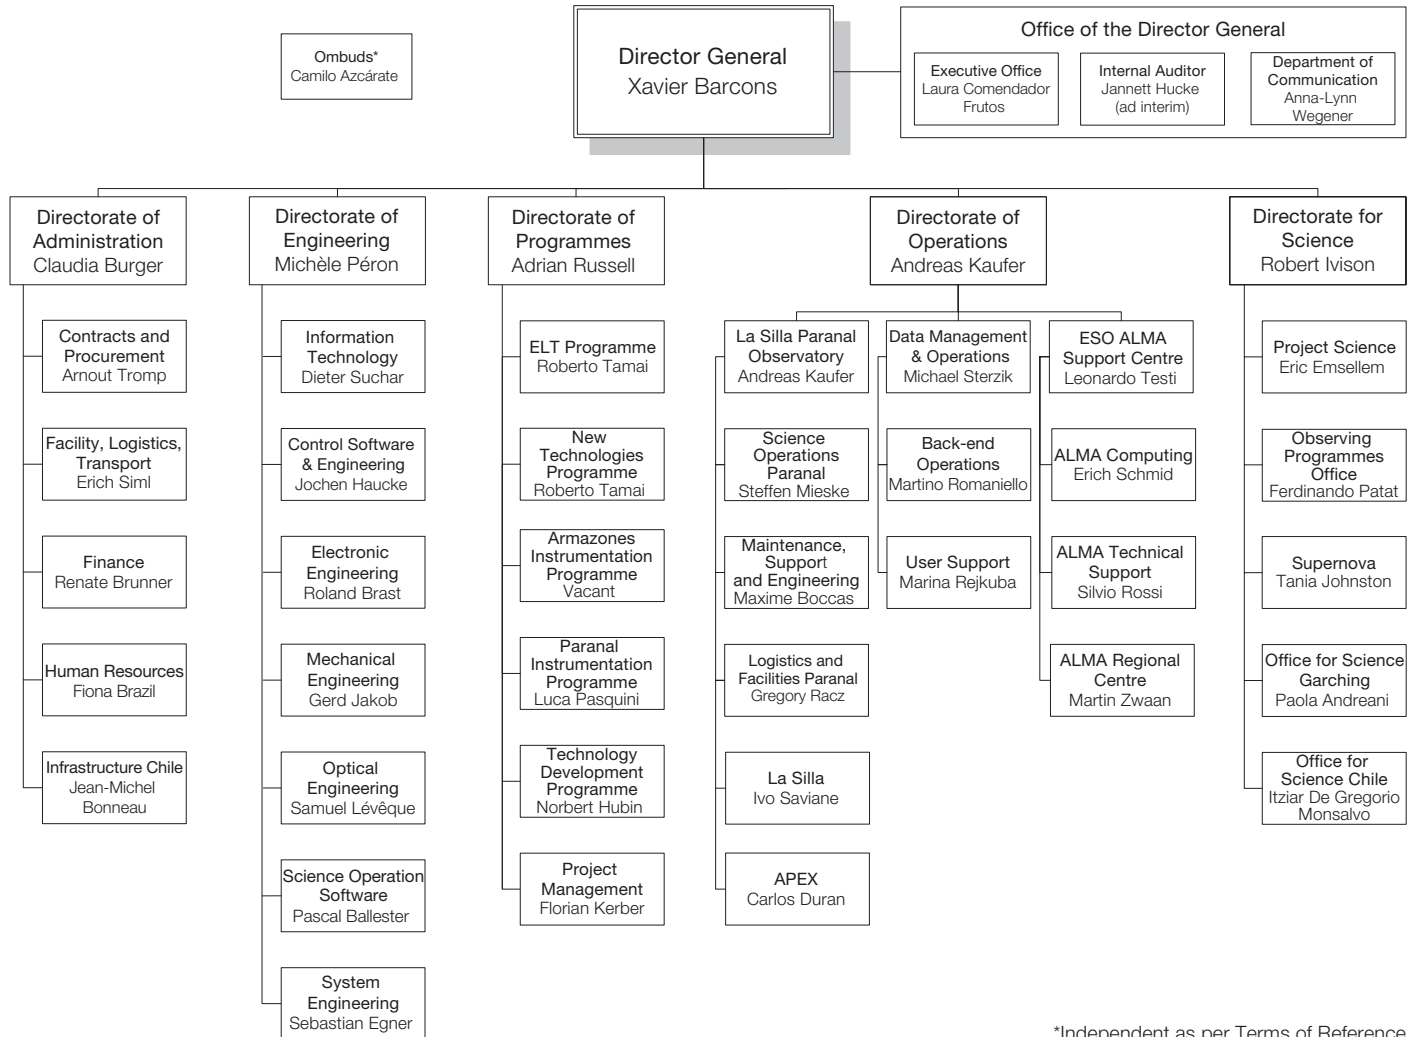 Ombuds*
Camilo Azcárate
Director General
Xavier Barcons
Office of the Director General
Executive Office
Laura Comendador
Frutos
Internal Auditor
Jannett Hucke
(ad interim)
Department of
Communication
Anna-Lynn
Wegener
Directorate of
Administration
Claudia Burger
Directorate of
Engineering
Michèle Péron
Directorate of
Programmes
Adrian Russell
Directorate of
Operations
Andreas Kaufer
Directorate for
Science
Robert Ivison
Contracts and
Procurement
Arnout Tromp
Facility, Logistics,
Transport
Erich Siml
Finance
Renate Brunner
Human Resources
Fiona Brazil
Infrastructure Chile
Jean-Michel
Bonneau
Information
Technology
Dieter Suchar
Control Software
& Engineering
Jochen Haucke
Electronic
Engineering
Roland Brast
Mechanical
Engineering
Gerd Jakob
Optical
Engineering
Samuel Lévêque
Science Operation
Software
Pascal Ballester
System
Engineering
Sebastian Egner
ELT Programme
Roberto Tamai
New
Technologies
Programme
Roberto Tamai
Armazones
Instrumentation
Programme
Vacant
Paranal
Instrumentation
Programme
Luca Pasquini
Technology
Development
Programme
Norbert Hubin
Project
Management
Florian Kerber
La Silla Paranal
Observatory
Andreas Kaufer
Science
Operations
Paranal
Steffen Mieske
Maintenance,
Support
and Engineering
Maxime Boccas
Logistics and
Facilities Paranal
Gregory Racz
La Silla
Ivo Saviane
APEX
Carlos Duran
Data Management
& Operations
Michael Sterzik
Back-end
Operations
Martino Romaniello
User Support
Marina Rejkuba
ESO ALMA
Support Centre
Leonardo Testi
ALMA Computing
Erich Schmid
ALMA Technical
Support
Silvio Rossi
ALMA Regional
Centre
Martin Zwaan
Project Science
Eric Emsellem
Observing
Programmes
Office
Ferdinando Patat
Supernova
Tania Johnston
Office for Science
Garching
Paola Andreani
Office for
Science Chile
Itziar De Gregorio
Monsalvo
*Independent as per Terms of Reference